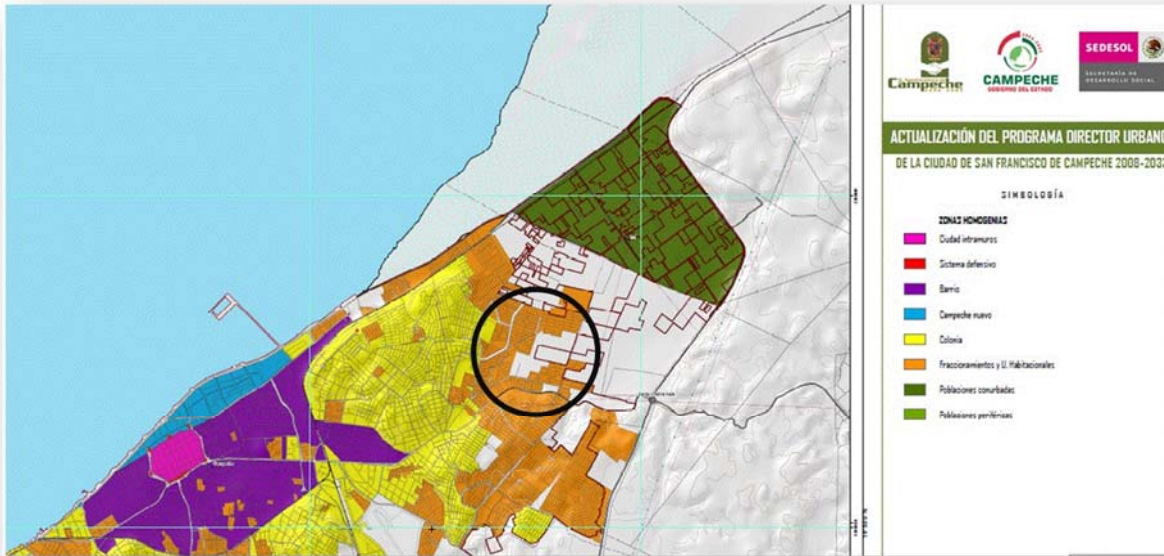 Campeche
CAMPECHE
GOBIERNO DEL ESTADO
SEDESOL
SECRETARÍA DE
DESARROLLO SOCIAL
ACTUALIZACIÓN DEL PROGRAMA DIRECTOR URBANO
DE LA CIUDAD DE SAN FRANCISCO DE CAMPECHE 2008-2033
SIMBOLOGÍA
ZONAS HOMOGENIAS
Ciudad intramuros
Sistema defensivo
Barrio
Campeche nuevo
Colonia
Fraccionamientos y U. Habitacionales
Poblaciones conurbadas
Poblaciones periféricas